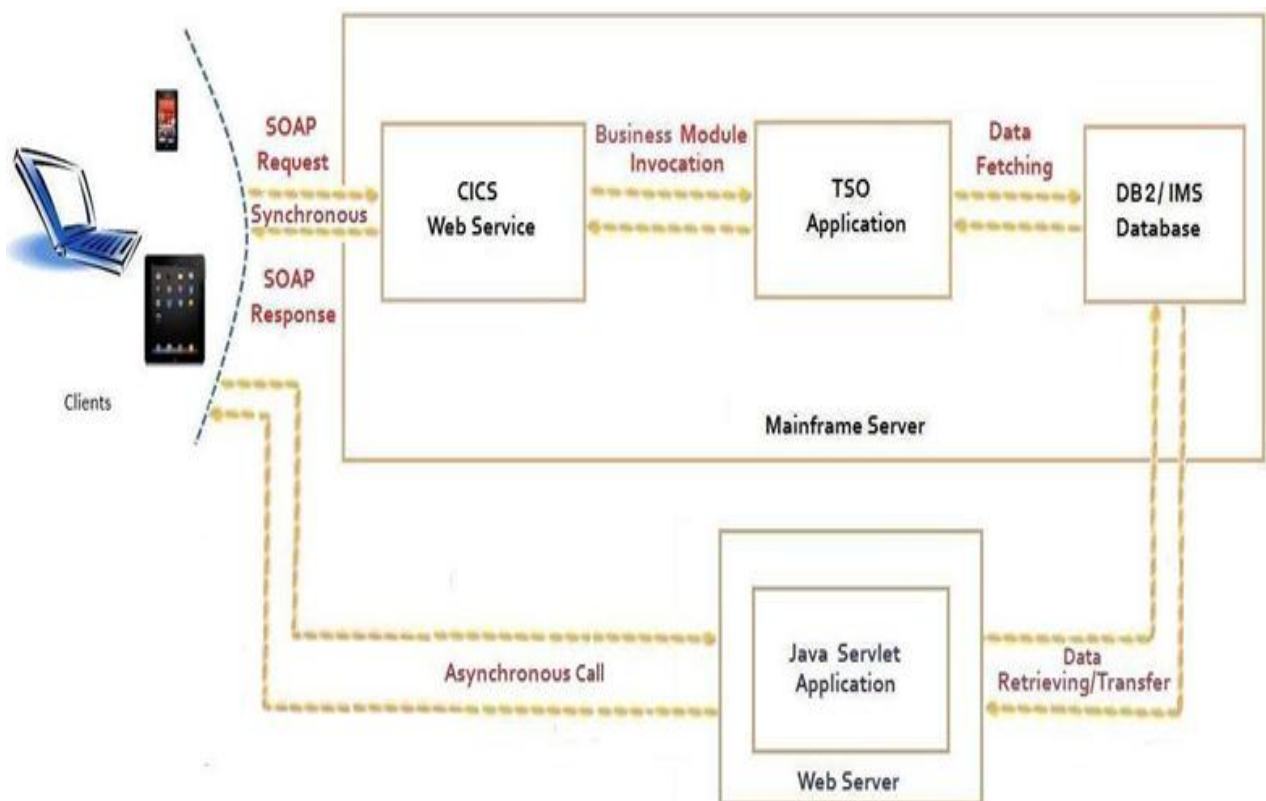 SOAP
Request
Synchronous
SOAP
Response
Clients
CICS
Web Service
Business Module
Invocation
TSO
Application
Data
Fetching
DB2/ IMS
Database
Mainframe Server
Asynchronous Call
Java Servlet
Application
Web Server
Data
Retrieving/Transfer